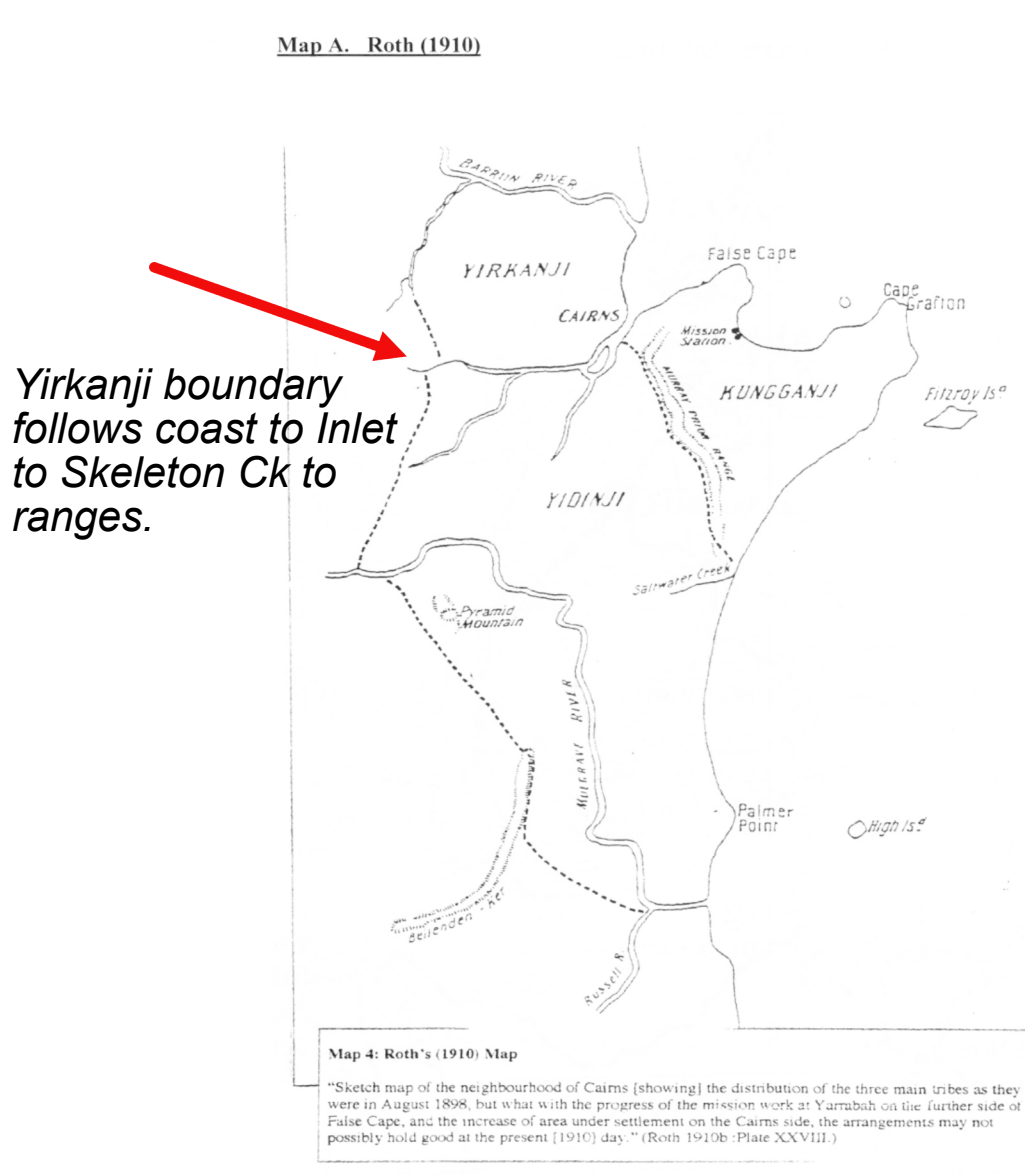 Map A. Roth (1910)
BARRIIN RIVER
YIRKANJI
False Cape
Cape
Grafton
CAIRNS
Mission
Station
MURRAY PRIOR RANGE
KUNGGANJI
Fitzroy Isᵈ
Yirkanji boundary
follows coast to Inlet
to Skeleton Ck to
ranges.
YIDINJI
Saltwater Creek
Pyramid
Mountain
MULGRAVE RIVER
Palmer
Point
High Isᵈ
Bellenden - Ker
Russell R.
Map 4: Roth's (1910) Map
"Sketch map of the neighbourhood of Cairns [showing] the distribution of the three main tribes as they
were in August 1898, but what with the progress of the mission work at Yarrabah on the further side of
False Cape, and the increase of area under settlement on the Cairns side, the arrangements may not
possibly hold good at the present [1910] day." (Roth 1910b :Plate XXVIII.)